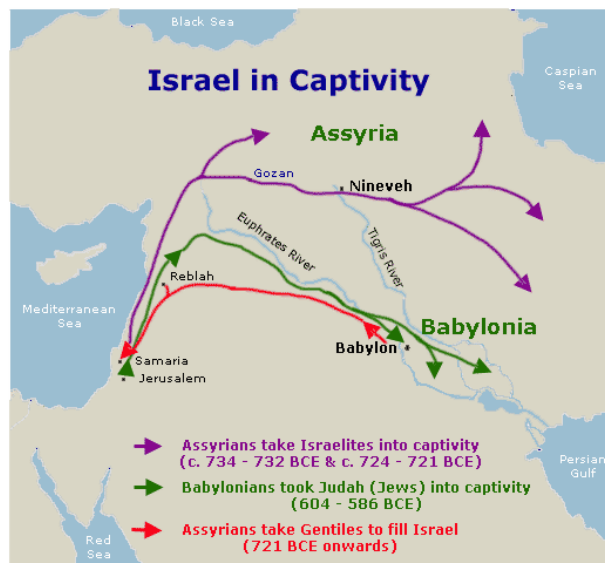 Black Sea
Caspian
Sea
Israel in Captivity
Assyria
Gozan
Nineveh
Euphrates River
Tigris River
Reblah
Mediterranean
Sea
Babylonia
Babylon
Samaria
Jerusalem
Persian
Gulf
Red
Sea
Assyrians take Israelites into captivity
(c. 734 - 732 BCE & c. 724 - 721 BCE)
Babylonians took Judah (Jews) into captivity
(604 - 586 BCE)
Assyrians take Gentiles to fill Israel
(721 BCE onwards)